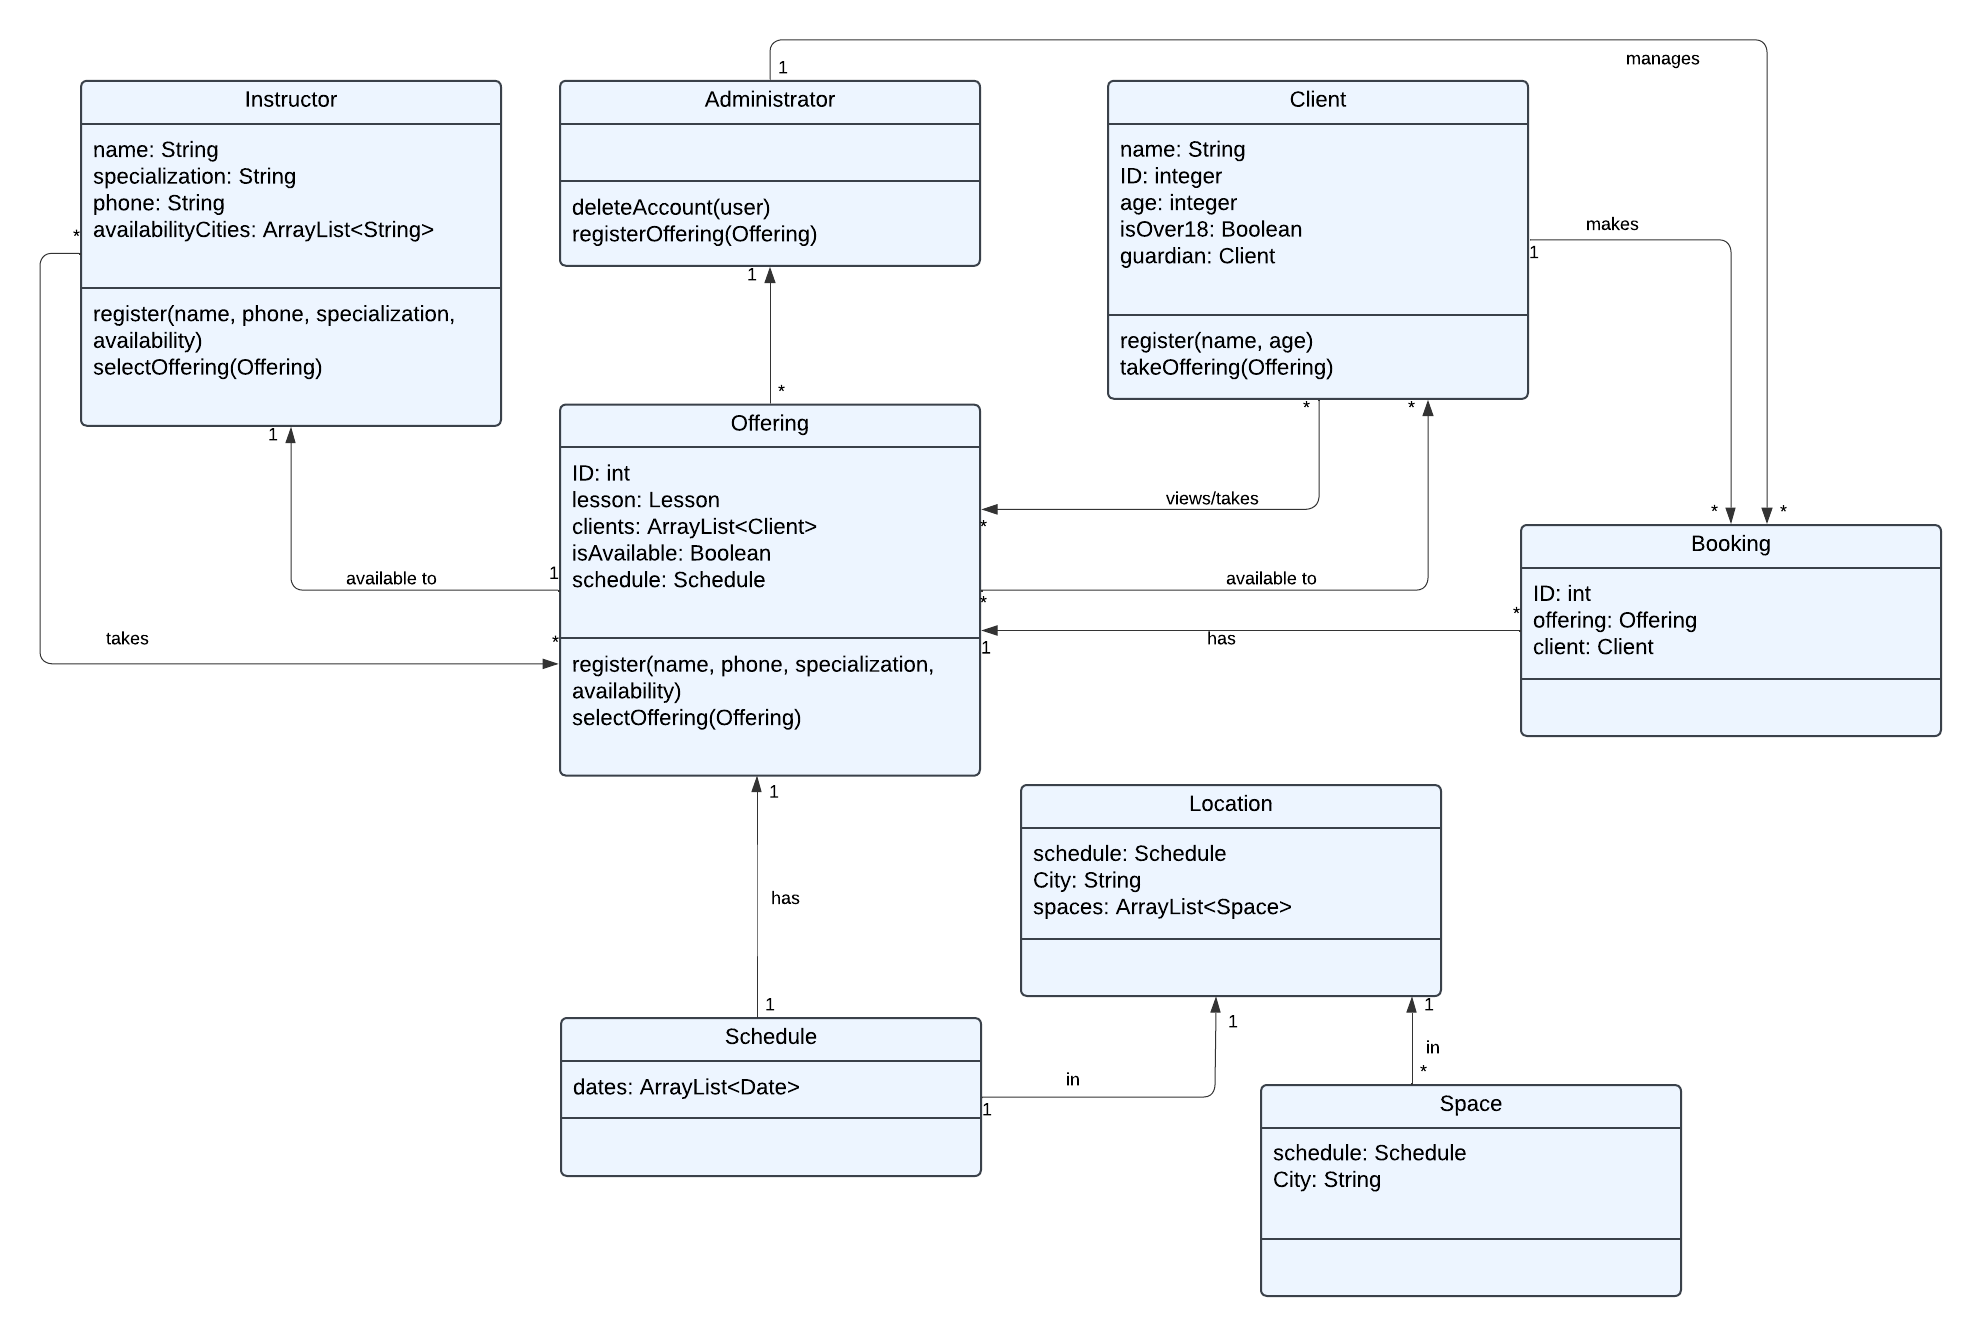 manages
1
Instructor
name: String
specialization: String
phone: String
availabilityCities: ArrayList<String>
*
register(name, phone, specialization,
availability)
selectOffering(Offering)
1
Administrator
deleteAccount(user)
registerOffering(Offering)
1
*
Client
name: String
ID: integer
age: integer
isOver18: Boolean
guardian: Client
register(name, age)
takeOffering(Offering)
makes
1
*
*
Offering
ID: int
lesson: Lesson
clients: ArrayList<Client>
isAvailable: Boolean
schedule: Schedule
register(name, phone, specialization,
availability)
selectOffering(Offering)
views/takes
*
available to
1
available to
*
takes
*
has
1
*
*
*
Booking
ID: int
offering: Offering
client: Client
1
has
1
Location
schedule: Schedule
City: String
spaces: ArrayList<Space>
Schedule
dates: ArrayList<Date>
1
in
1
1
in
*
Space
schedule: Schedule
City: String